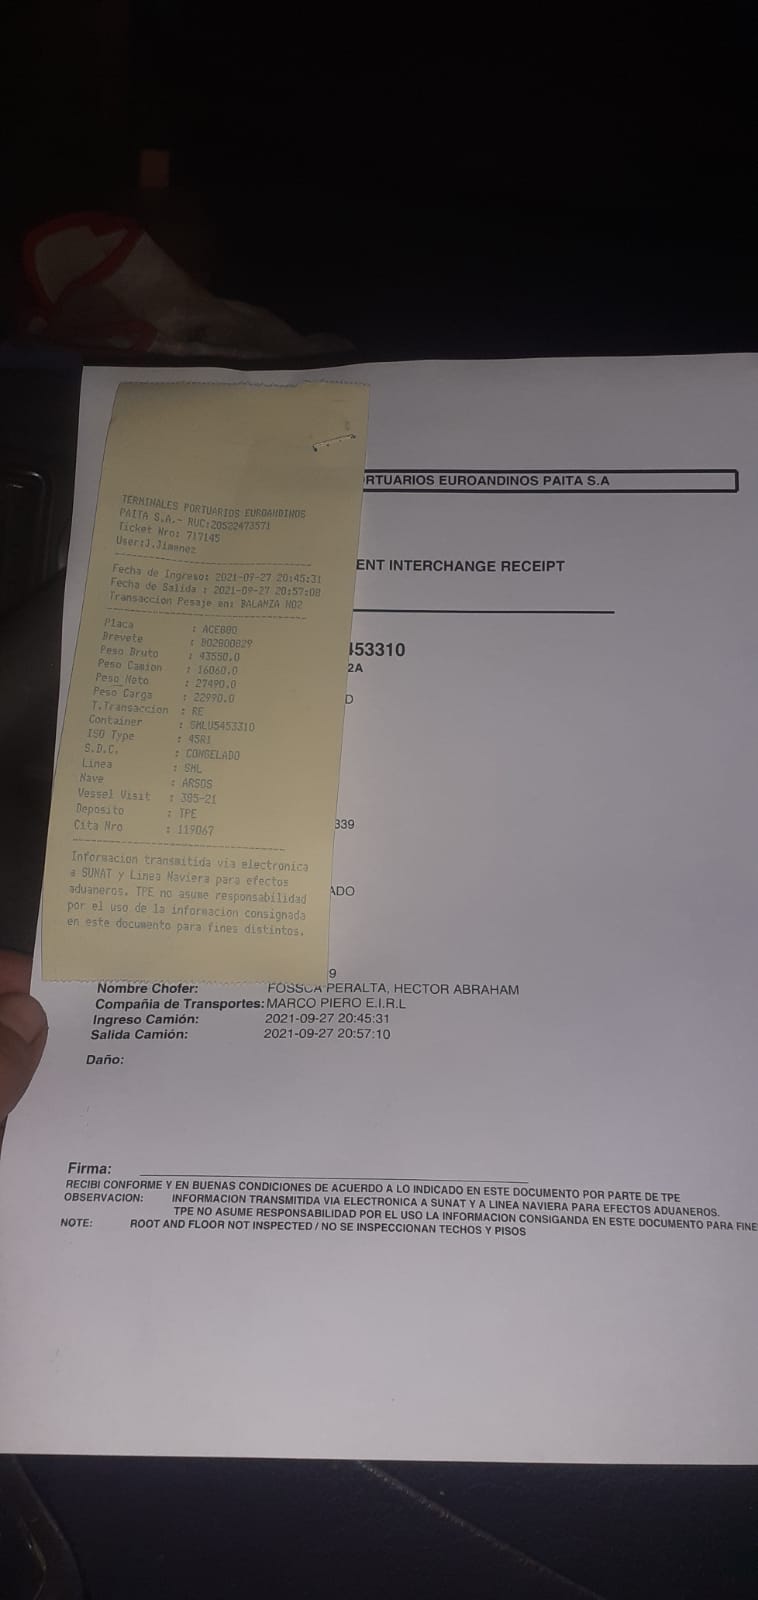 TERMINALES PORTUARIOS EUROANDINOS
PAITA S.A.- RUC:20522473571
Ticket Nro: 717145
User:J.Jimenez
Fecha de Ingreso: 2021-09-27 20:45:31
Fecha de Salida : 2021-09-27 20:57:08
Transaccion Pesaje en: BALANZA N02
Placa : ACE880
Brevete : B02800829
Peso Bruto : 43550.0
Peso Camion : 16060.0
Peso Neto : 27490.0
Peso Carga : 22990.0
T.Transaccion : RE
Container : SMLU5453310
ISO Type : 45R1
S.D.C. : CONGELADO
Linea : SML
Nave : ARSOS
Vessel Visit : 395-21
Deposito : TPE
Cita Nro : 119067
Informacion transmitida via electronica
a SUNAT y Linea Naviera para efectos
aduaneros. TPE no asume responsabilidad
por el uso de la informacion consignada
en este documento para fines distintos.
RTUARIOS EUROANDINOS PAITA S.A
ENT INTERCHANGE RECEIPT
453310
2A
D
339
ADO
9
Nombre Chofer: FOSSCA PERALTA, HECTOR ABRAHAM
Compañia de Transportes: MARCO PIERO E.I.R.L
Ingreso Camión: 2021-09-27 20:45:31
Salida Camión: 2021-09-27 20:57:10
Daño:
Firma:
RECIBI CONFORME Y EN BUENAS CONDICIONES DE ACUERDO A LO INDICADO EN ESTE DOCUMENTO POR PARTE DE TPE
OBSERVACION: INFORMACION TRANSMITIDA VIA ELECTRONICA A SUNAT Y A LINEA NAVIERA PARA EFECTOS ADUANEROS.
TPE NO ASUME RESPONSABILIDAD POR EL USO LA INFORMACION CONSIGANDA EN ESTE DOCUMENTO PARA FINE
NOTE: ROOT AND FLOOR NOT INSPECTED / NO SE INSPECCIONAN TECHOS Y PISOS